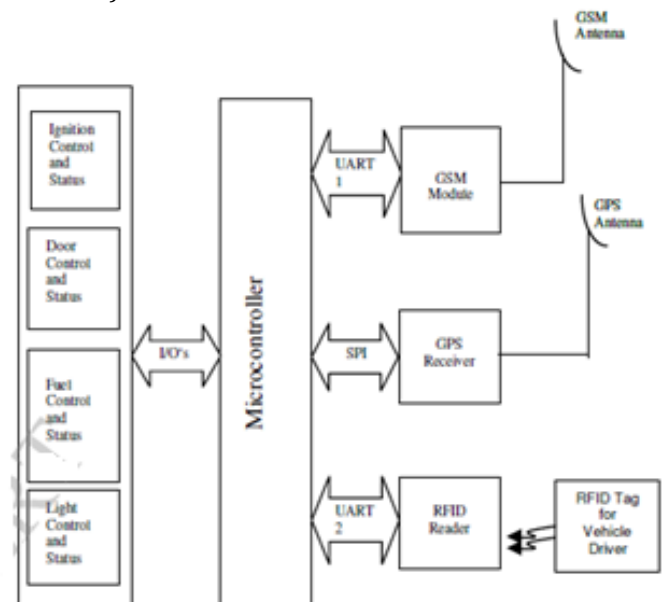 GSM
Antenna
Ignition
Control
and
Status
UART
1
GSM
Module
GPS
Antenna
Door
Control
and
Status
I/O's
Microcontroller
SPI
GPS
Receiver
Fuel
Control
and
Status
Light
Control
and
Status
UART
2
RFID
Reader
RFID Tag
for
Vehicle
Driver